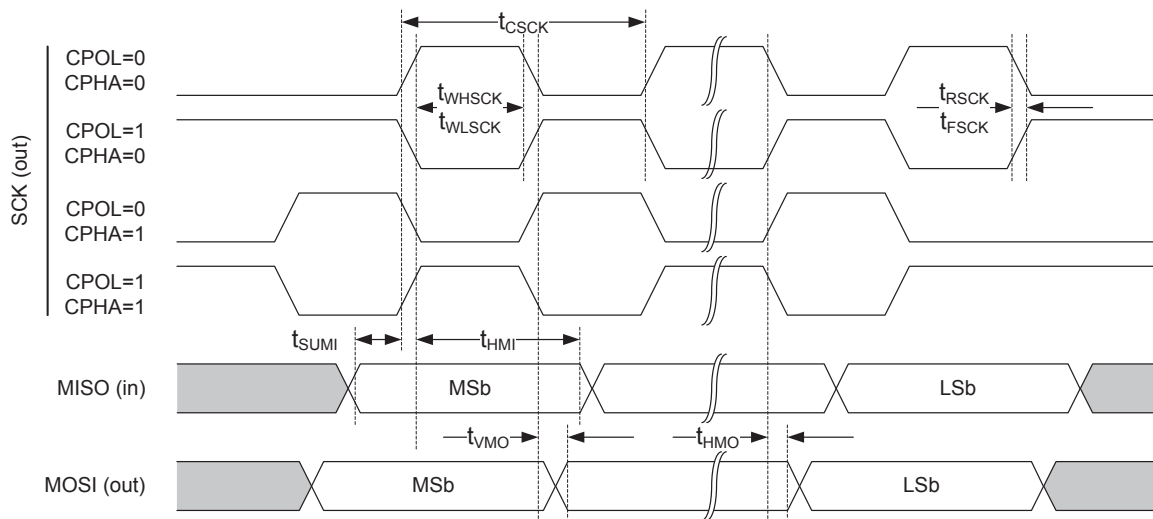 tCSCK
SCK (out)
CPOL=0
CPHA=0
tWHSCK
tWLSCK
tRSCK
tFSCK
CPOL=1
CPHA=0
CPOL=0
CPHA=1
CPOL=1
CPHA=1
tSUMI
tHMI
MISO (in)
MSb
LSb
tVMO
tHMO
MOSI (out)
MSb
LSb